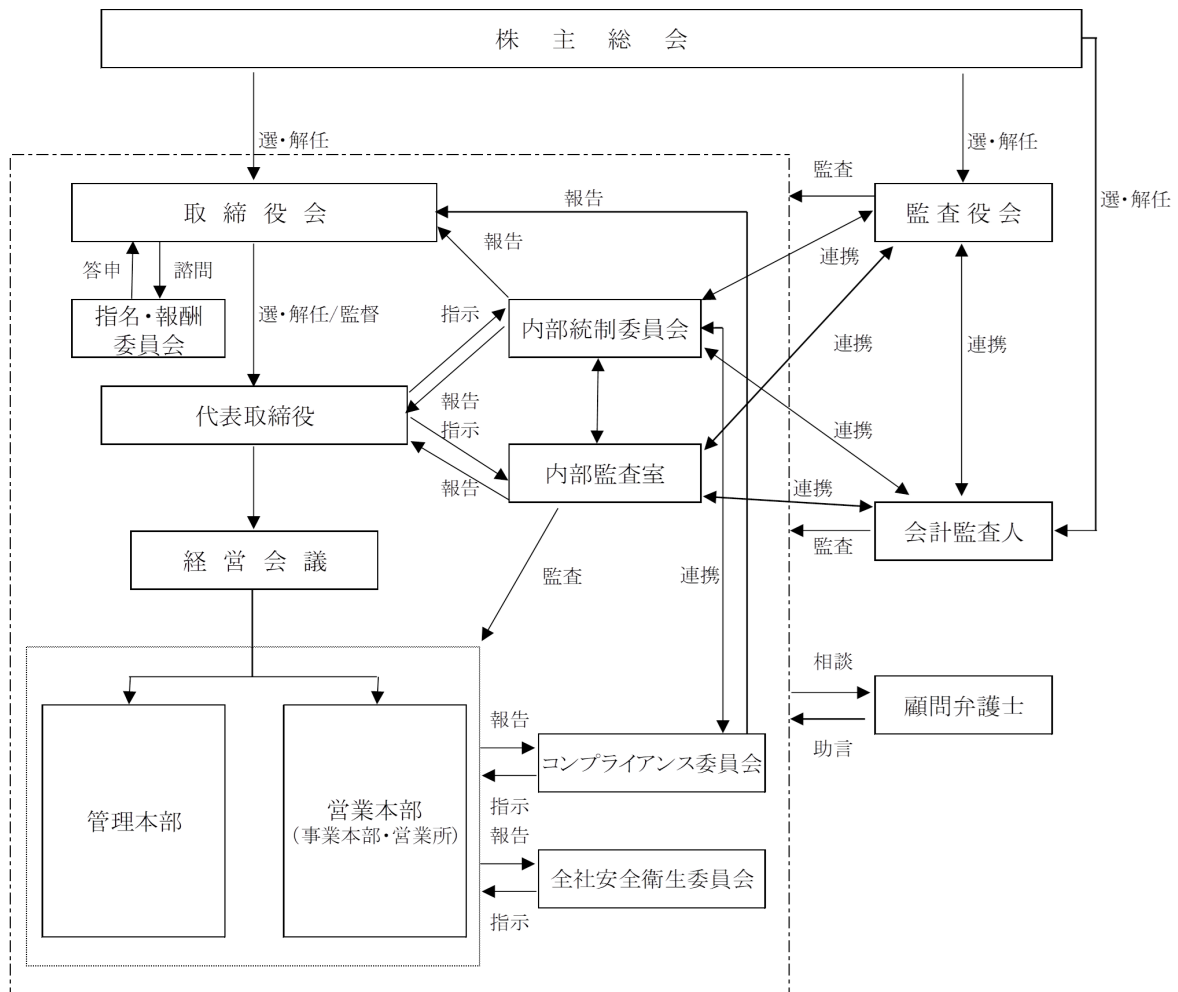 株主総会
選・解任
選・解任
選・解任
監査
取締役会
報告
監査役会
報告
連携
答申
諮問
指名・報酬
委員会
選・解任/監督
指示
内部統制委員会
連携
連携
代表取締役
報告
指示
連携
内部監査室
報告
連携
会計監査人
監査
経営会議
監査
連携
相談
顧問弁護士
助言
報告
コンプライアンス委員会
指示
管理本部
営業本部
（事業本部・営業所）
報告
全社安全衛生委員会
指示